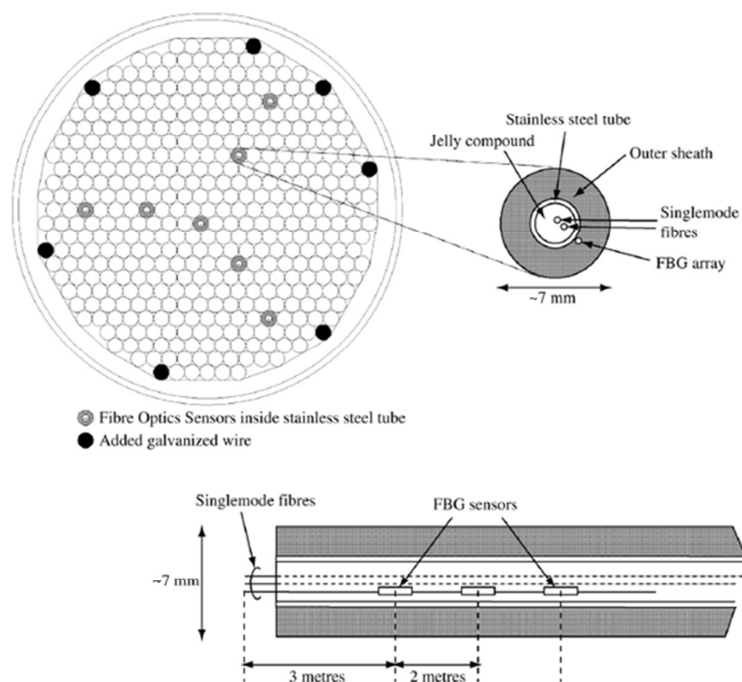 Stainless steel tube
Jelly compound
Outer sheath
Singlemode
fibres
FBG array
~7 mm
Fibre Optics Sensors inside stainless steel tube
Added galvanized wire
Singlemode fibres
FBG sensors
~7 mm
3 metres
2 metres